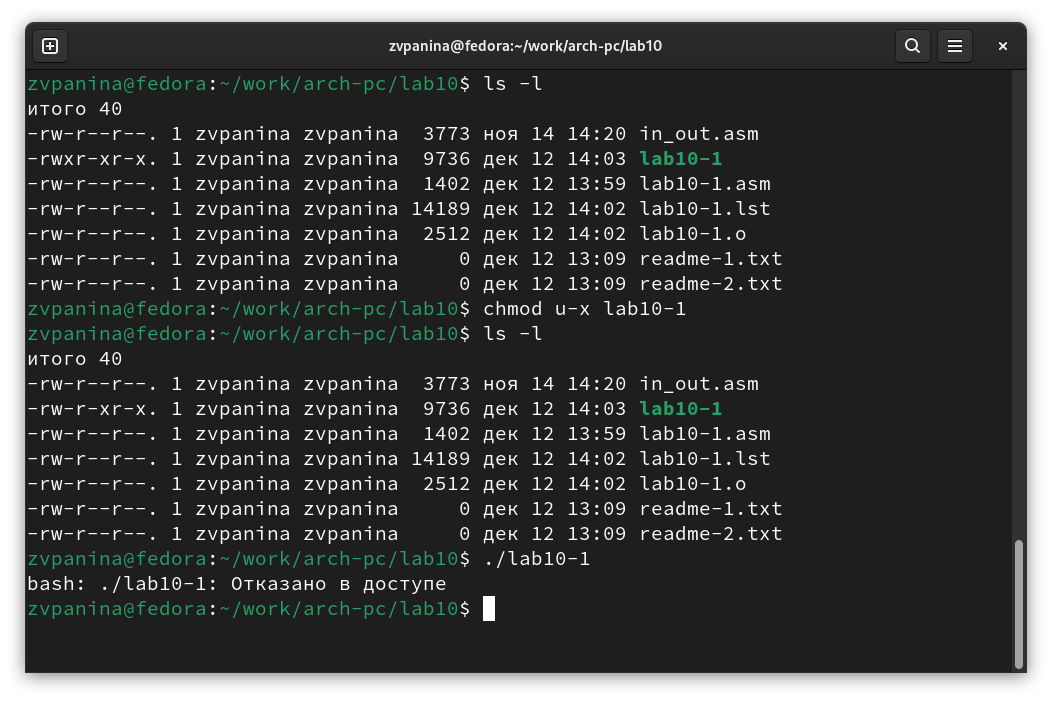 zvpanina@fedora:~/work/arch-pc/lab10
zvpanina@fedora:~/work/arch-pc/lab10$ ls -l
итого 40
-rw-r--r--. 1 zvpanina zvpanina  3773 ноя 14 14:20 in_out.asm
-rwxr-xr-x. 1 zvpanina zvpanina  9736 дек 12 14:03 lab10-1
-rw-r--r--. 1 zvpanina zvpanina  1402 дек 12 13:59 lab10-1.asm
-rw-r--r--. 1 zvpanina zvpanina 14189 дек 12 14:02 lab10-1.lst
-rw-r--r--. 1 zvpanina zvpanina  2512 дек 12 14:02 lab10-1.o
-rw-r--r--. 1 zvpanina zvpanina     0 дек 12 13:09 readme-1.txt
-rw-r--r--. 1 zvpanina zvpanina     0 дек 12 13:09 readme-2.txt
zvpanina@fedora:~/work/arch-pc/lab10$ chmod u-x lab10-1
zvpanina@fedora:~/work/arch-pc/lab10$ ls -l
итого 40
-rw-r--r--. 1 zvpanina zvpanina  3773 ноя 14 14:20 in_out.asm
-rw-r-xr-x. 1 zvpanina zvpanina  9736 дек 12 14:03 lab10-1
-rw-r--r--. 1 zvpanina zvpanina  1402 дек 12 13:59 lab10-1.asm
-rw-r--r--. 1 zvpanina zvpanina 14189 дек 12 14:02 lab10-1.lst
-rw-r--r--. 1 zvpanina zvpanina  2512 дек 12 14:02 lab10-1.o
-rw-r--r--. 1 zvpanina zvpanina     0 дек 12 13:09 readme-1.txt
-rw-r--r--. 1 zvpanina zvpanina     0 дек 12 13:09 readme-2.txt
zvpanina@fedora:~/work/arch-pc/lab10$ ./lab10-1
bash: ./lab10-1: Отказано в доступе
zvpanina@fedora:~/work/arch-pc/lab10$